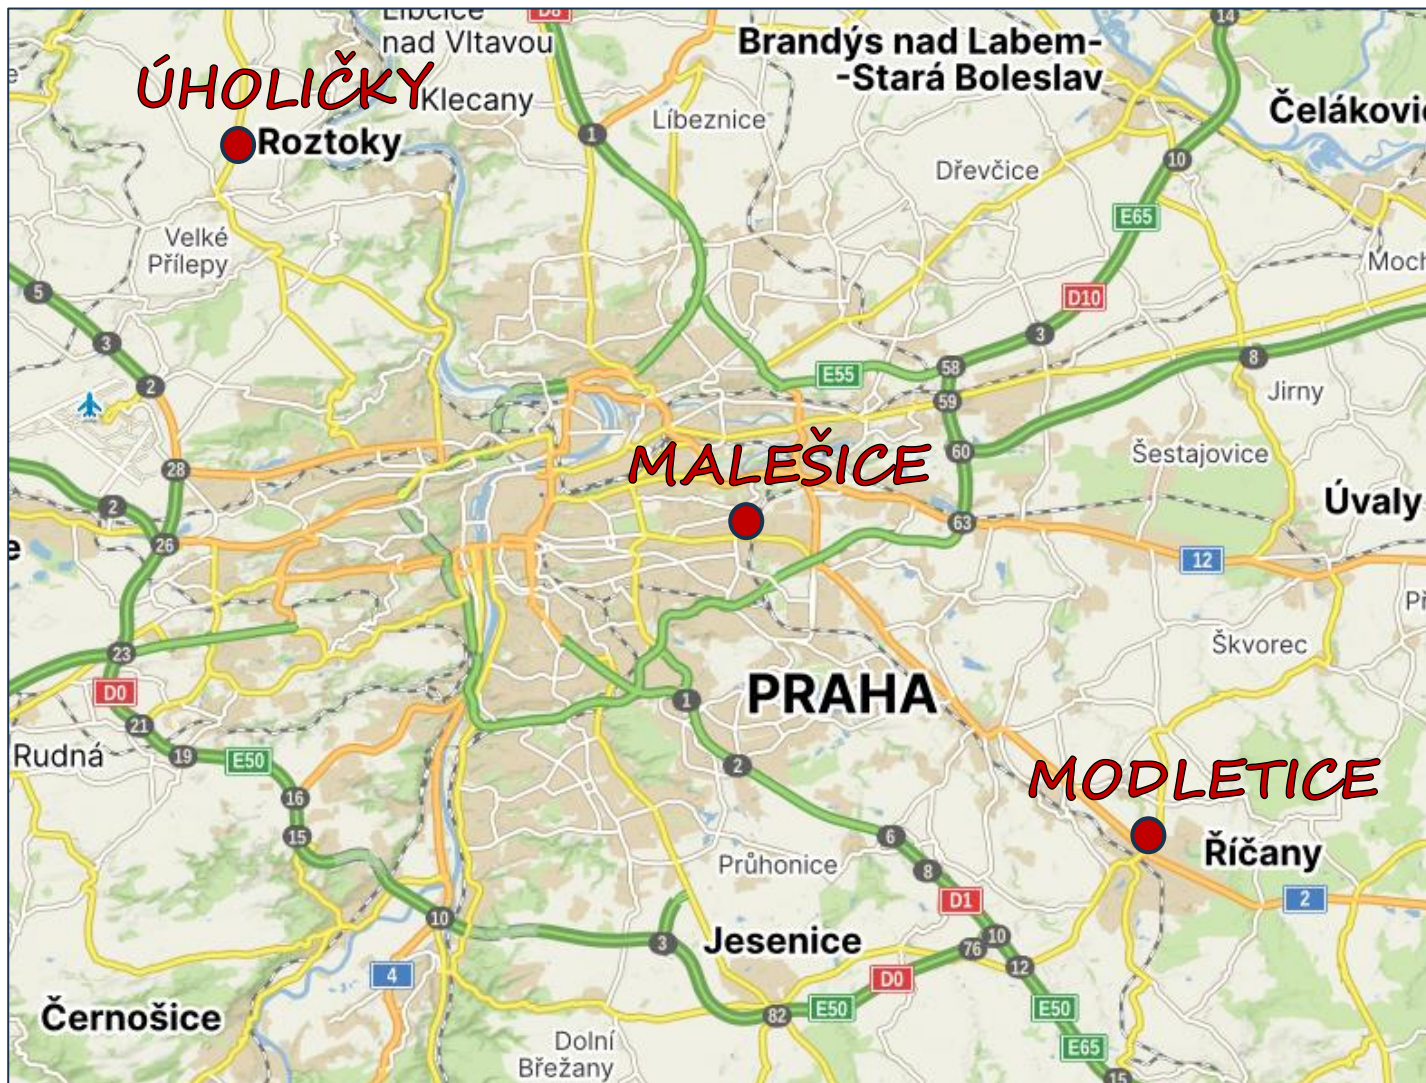 Libčice
nad Vltavou
D8
14
Brandýs nad Labem-
-Stará Boleslav
ÚHOLIČKY
Klecany
Čelákovi
Líbeznice
1
Roztoky
10
Dřevčice
E65
Velké
Přílepy
Moch
5
D10
3
3
2
58
E55
8
Jirny
59
28
MALEŠICE
60
Šestajovice
2
Úvaly
63
26
e
12
Př
Škvorec
23
D0
PRAHA
1
21
Rudná
19
E50
2
MODLETICE
16
15
6
Průhonice
8
Říčany
D1
2
10
3
Jesenice
10
76
12
4
D0
Černošice
82
E50
E50
Dolní
Břežany
E65
15